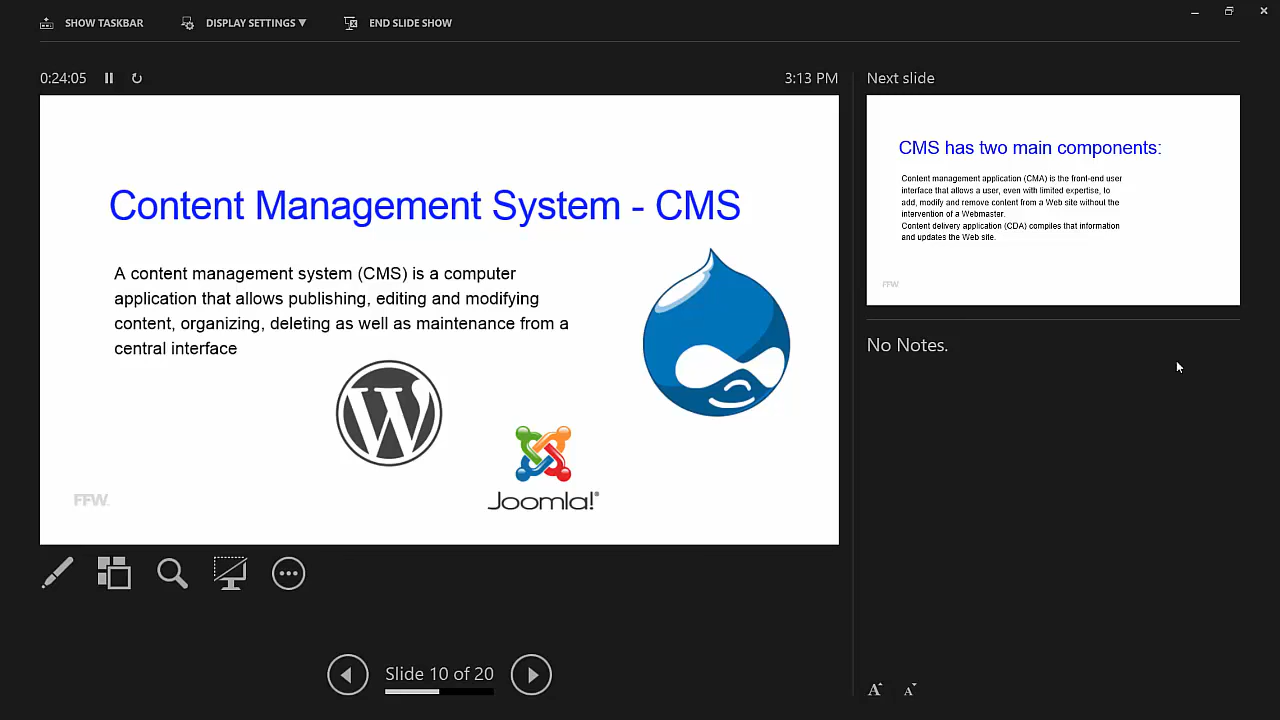 SHOW TASKBAR
DISPLAY SETTINGS ▼
END SLIDE SHOW
0:24:05
3:13 PM
Content Management System - CMS
A content management system (CMS) is a computer
application that allows publishing, editing and modifying
content, organizing, deleting as well as maintenance from a
central interface
W
Joomla!®
FFW.
Slide 10 of 20
Next slide
CMS has two main components:
Content management application (CMA) is the front-end user
interface that allows a user, even with limited expertise, to
add, modify and remove content from a Web site without the
intervention of a Webmaster.
Content delivery application (CDA) compiles that information
and updates the Web site.
FFW.
No Notes.
A A